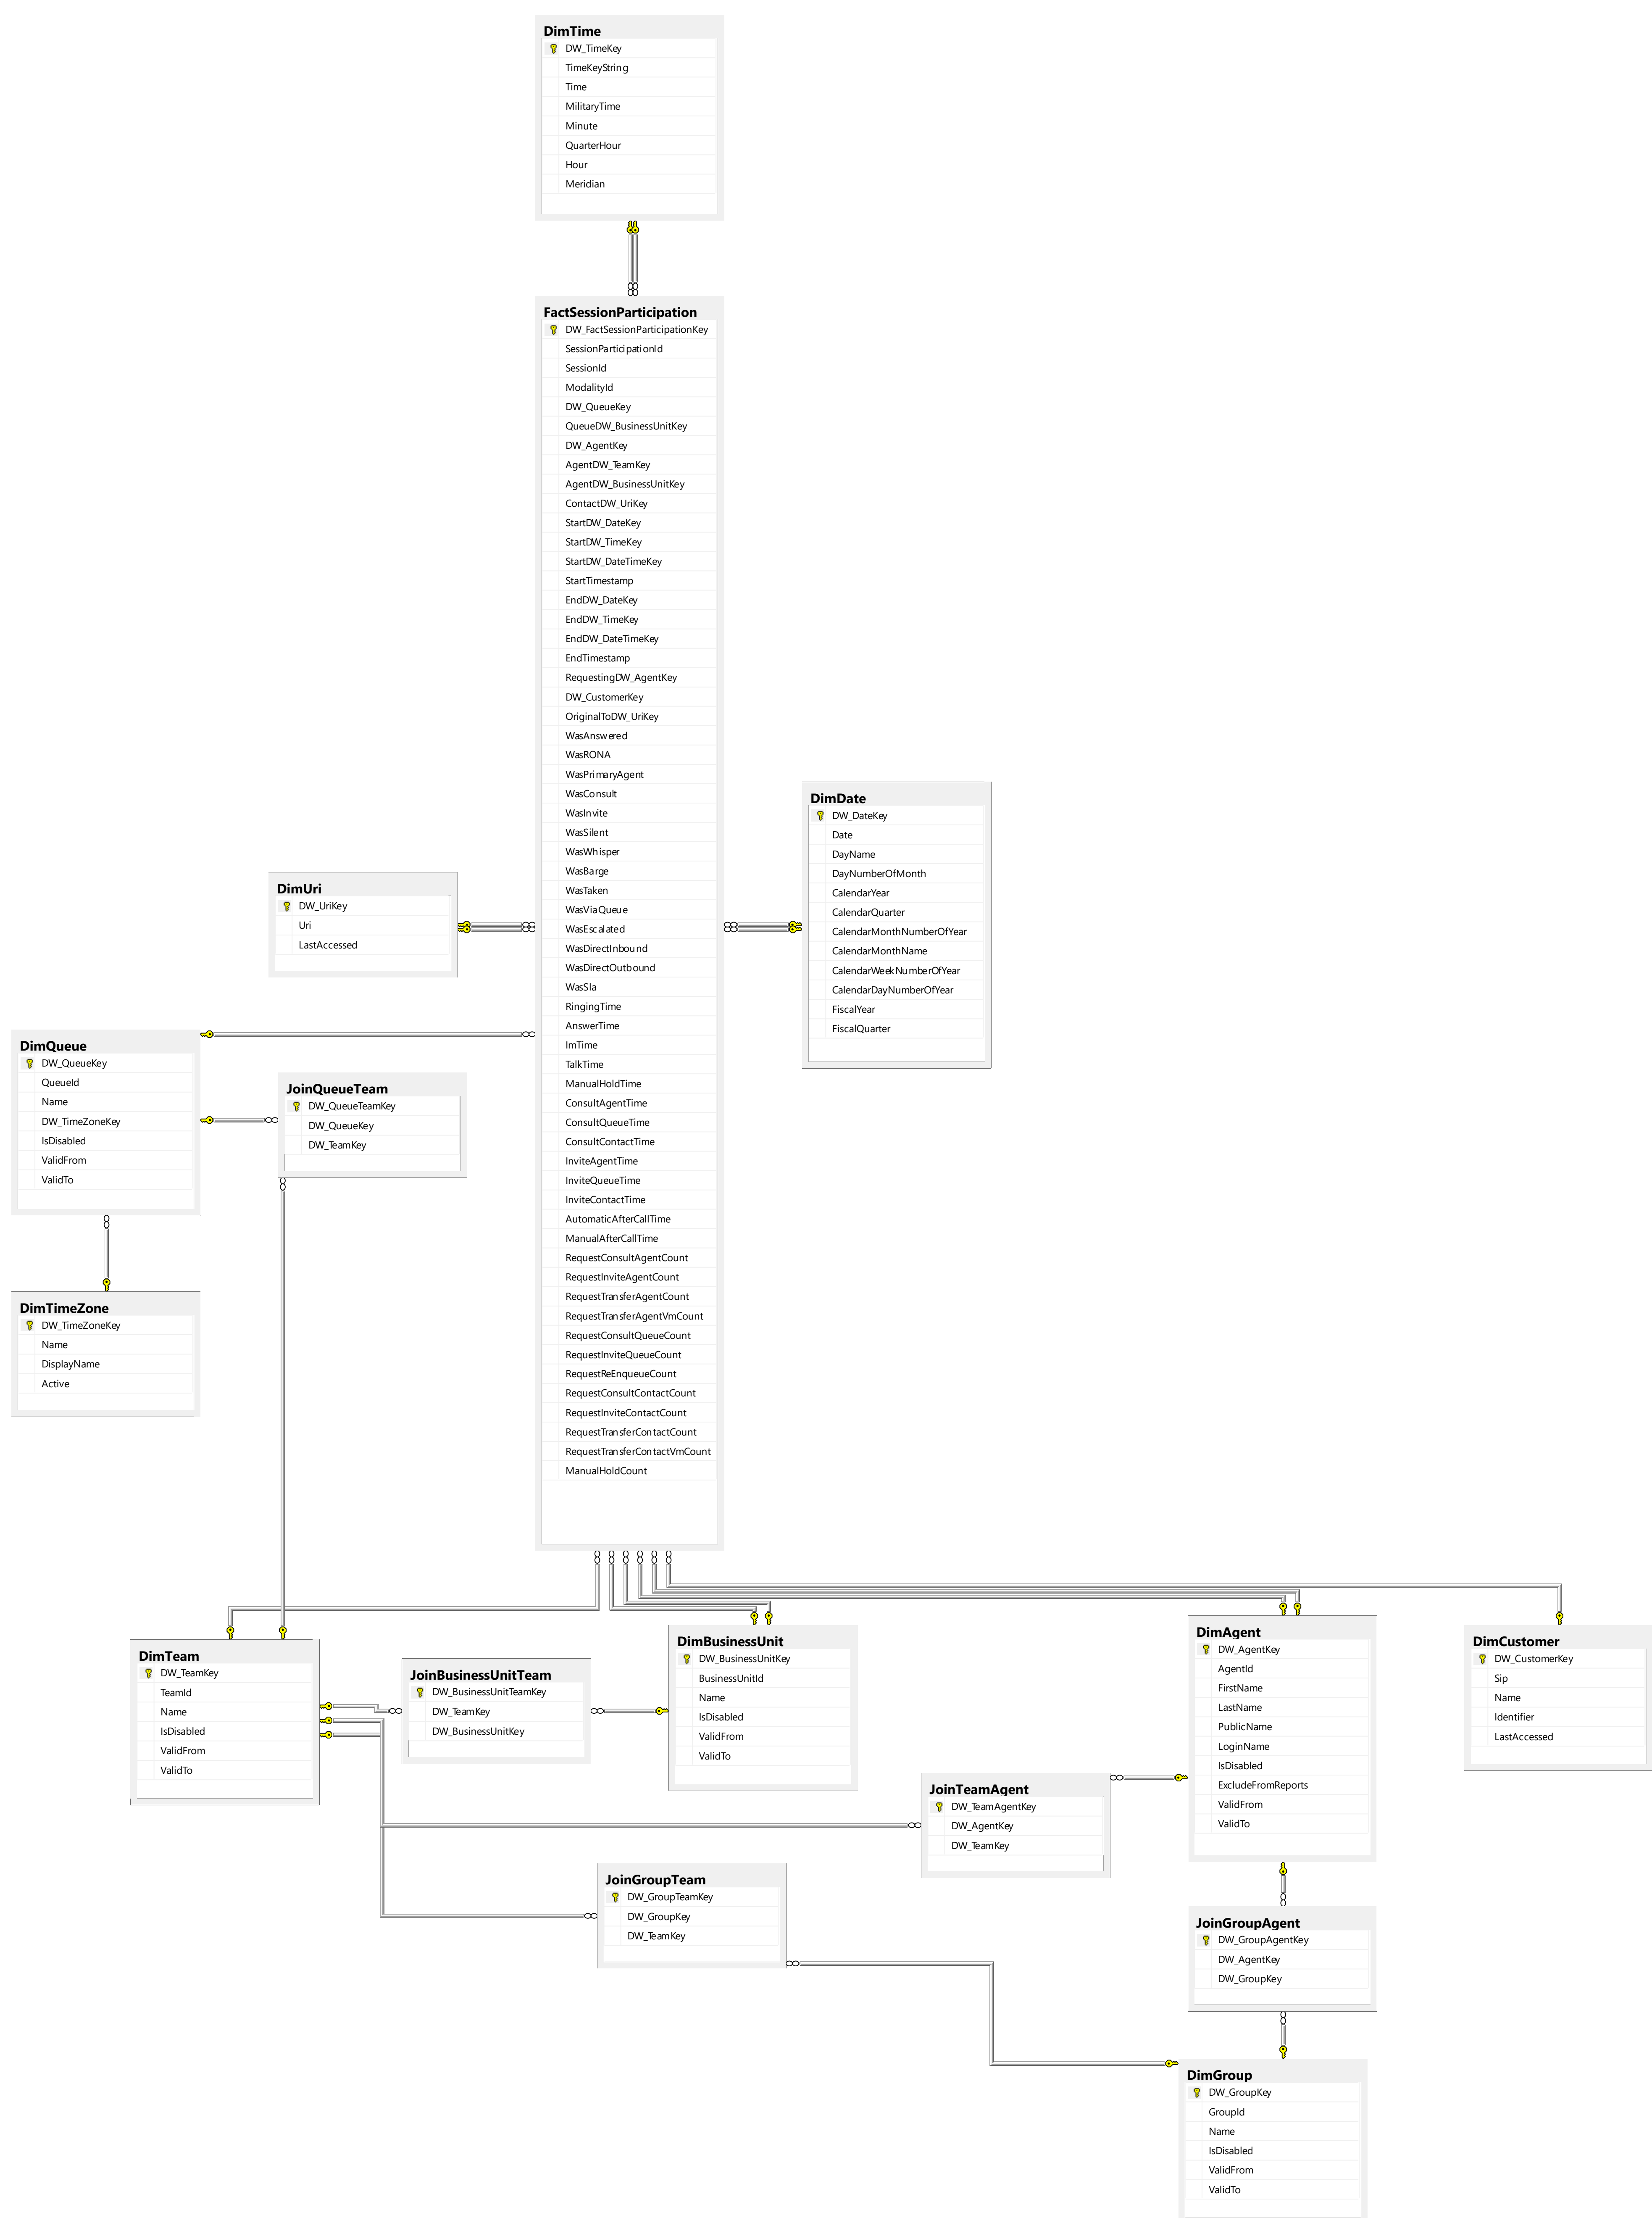 DimTime
DW_TimeKey
TimeKeyString
Time
MilitaryTime
Minute
QuarterHour
Hour
Meridian
FactSessionParticipation
DW_FactSessionParticipationKey
SessionParticipationId
SessionId
ModalityId
DW_QueueKey
QueueDW_BusinessUnitKey
DW_AgentKey
AgentDW_TeamKey
AgentDW_BusinessUnitKey
ContactDW_UriKey
StartDW_DateKey
StartDW_TimeKey
StartDW_DateTimeKey
StartTimestamp
EndDW_DateKey
EndDW_TimeKey
EndDW_DateTimeKey
EndTimestamp
RequestingDW_AgentKey
DW_CustomerKey
OriginalToDW_UriKey
WasAnswered
WasRONA
WasPrimaryAgent
WasConsult
WasInvite
WasSilent
WasWhisper
WasBarge
WasTaken
WasViaQueue
WasEscalated
WasDirectInbound
WasDirectOutbound
WasSla
RingingTime
AnswerTime
ImTime
TalkTime
ManualHoldTime
ConsultAgentTime
ConsultQueueTime
ConsultContactTime
InviteAgentTime
InviteQueueTime
InviteContactTime
AutomaticAfterCallTime
ManualAfterCallTime
RequestConsultAgentCount
RequestInviteAgentCount
RequestTransferAgentCount
RequestTransferAgentVmCount
RequestConsultQueueCount
RequestInviteQueueCount
RequestReEnqueueCount
RequestConsultContactCount
RequestInviteContactCount
RequestTransferContactCount
RequestTransferContactVmCount
ManualHoldCount
DimDate
DW_DateKey
Date
DayName
DayNumberOfMonth
CalendarYear
CalendarQuarter
CalendarMonthNumberOfYear
CalendarMonthName
CalendarWeekNumberOfYear
CalendarDayNumberOfYear
FiscalYear
FiscalQuarter
DimUri
DW_UriKey
Uri
LastAccessed
DimQueue
DW_QueueKey
QueueId
Name
DW_TimeZoneKey
IsDisabled
ValidFrom
ValidTo
JoinQueueTeam
DW_QueueTeamKey
DW_QueueKey
DW_TeamKey
DimTimeZone
DW_TimeZoneKey
Name
DisplayName
Active
DimTeam
DW_TeamKey
TeamId
Name
IsDisabled
ValidFrom
ValidTo
JoinBusinessUnitTeam
DW_BusinessUnitTeamKey
DW_TeamKey
DW_BusinessUnitKey
DimBusinessUnit
DW_BusinessUnitKey
BusinessUnitId
Name
IsDisabled
ValidFrom
ValidTo
DimAgent
DW_AgentKey
AgentId
FirstName
LastName
PublicName
LoginName
IsDisabled
ExcludeFromReports
ValidFrom
ValidTo
DimCustomer
DW_CustomerKey
Sip
Name
Identifier
LastAccessed
JoinTeamAgent
DW_TeamAgentKey
DW_AgentKey
DW_TeamKey
JoinGroupTeam
DW_GroupTeamKey
DW_GroupKey
DW_TeamKey
JoinGroupAgent
DW_GroupAgentKey
DW_AgentKey
DW_GroupKey
DimGroup
DW_GroupKey
GroupId
Name
IsDisabled
ValidFrom
ValidTo